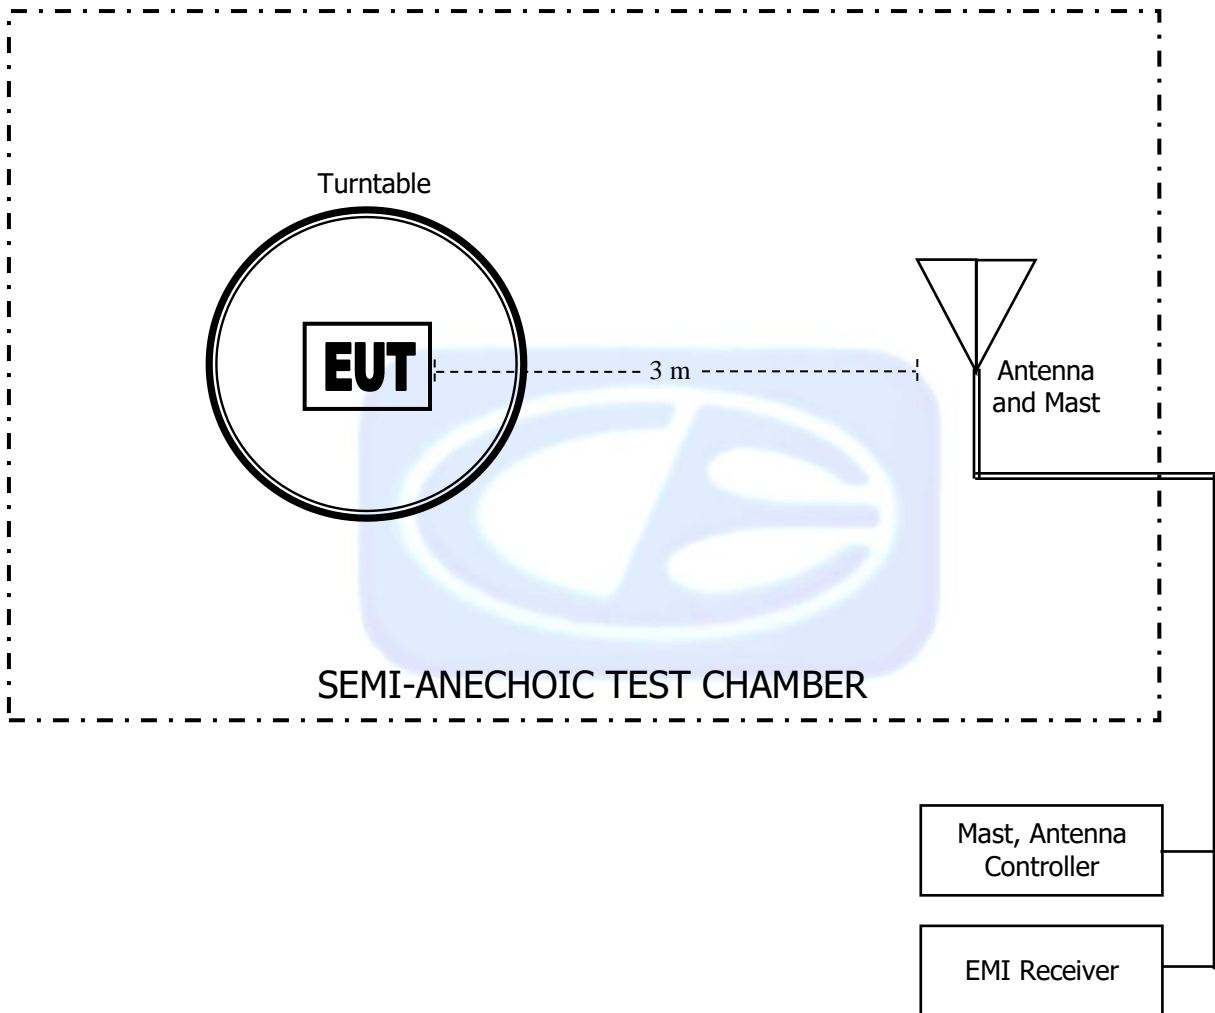 Turntable
EUT
3 m
Antenna
and Mast
SEMI-ANECHOIC TEST CHAMBER
Mast, Antenna
Controller
EMI Receiver